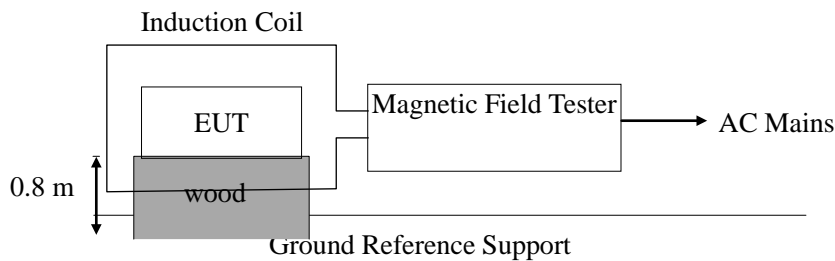 Induction Coil
Magnetic Field Tester
EUT
AC Mains
0.8 m
wood
Ground Reference Support